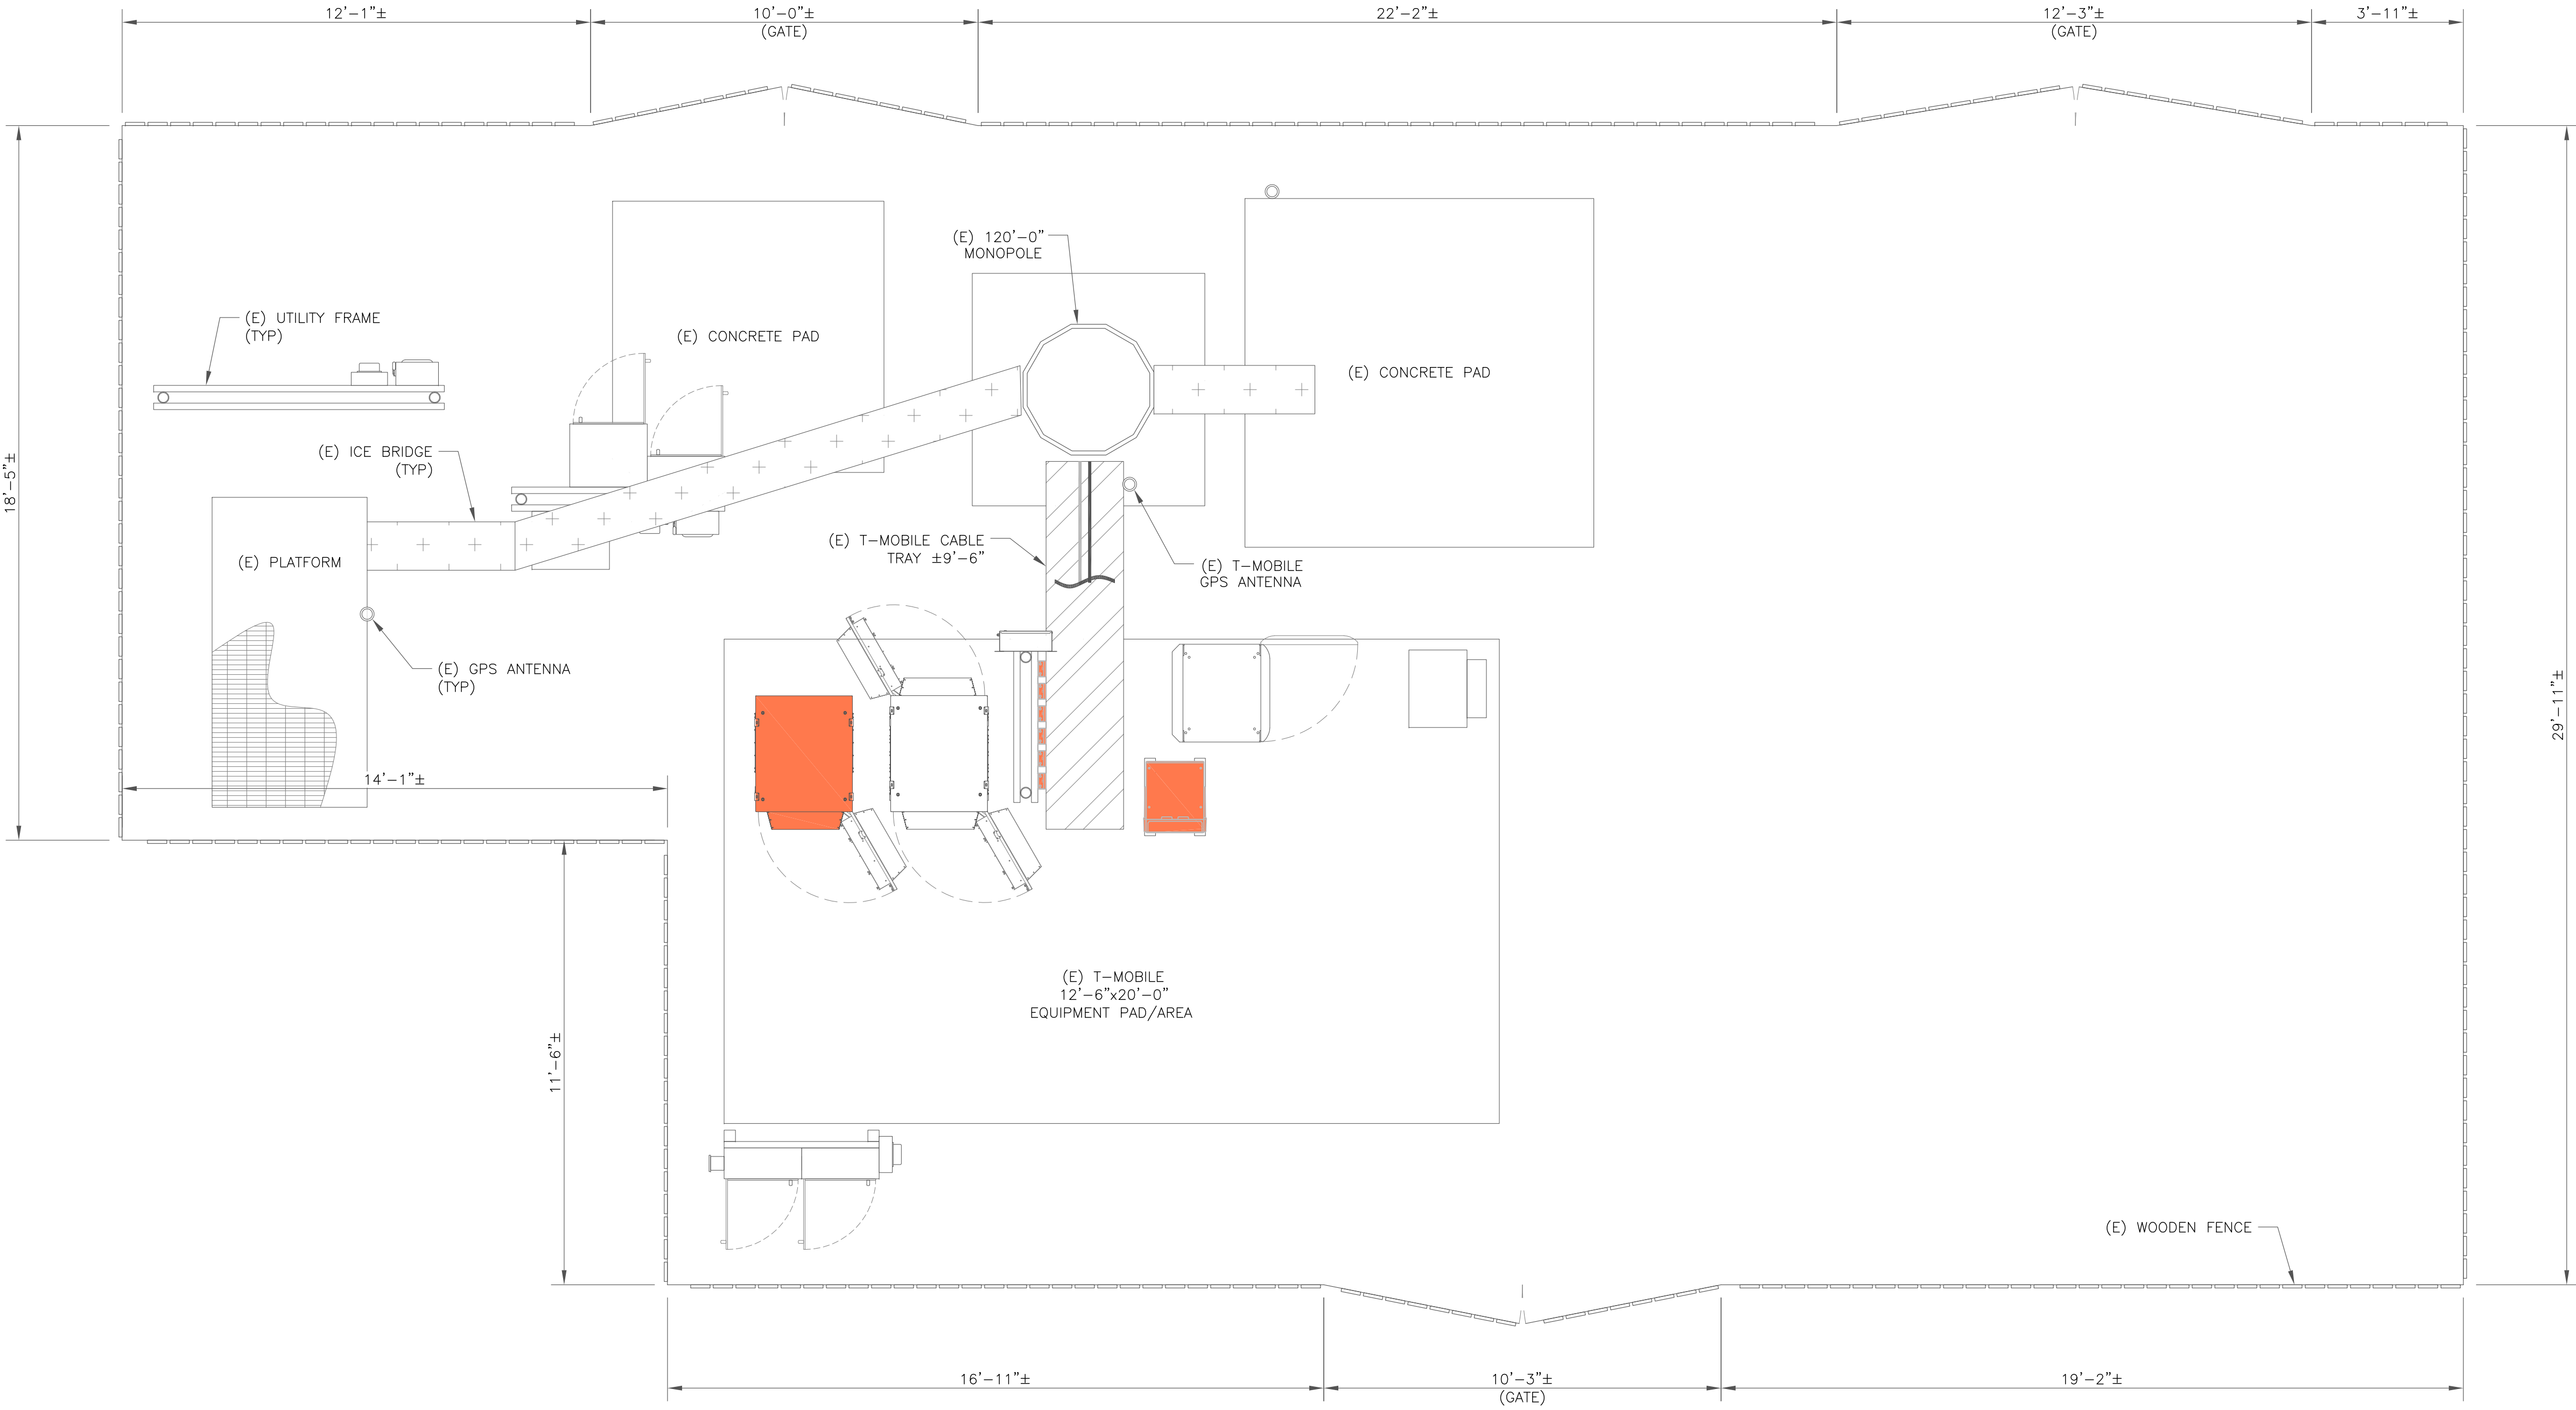 12'-1"±
10'-0"±
(GATE)
22'-2"±
12'-3"±
(GATE)
3'-11"±
(E) 120'-0"
MONOPOLE
(E) UTILITY FRAME
(TYP)
(E) CONCRETE PAD
(E) CONCRETE PAD
(E) ICE BRIDGE
(TYP)
18'-5"±
(E) PLATFORM
(E) T-MOBILE CABLE
TRAY ±9'-6"
(E) T-MOBILE
GPS ANTENNA
(E) GPS ANTENNA
(TYP)
29'-11"±
14'-1"±
(E) T-MOBILE
12'-6"x20'-0"
EQUIPMENT PAD/AREA
11'-6"±
(E) WOODEN FENCE
16'-11"±
10'-3"±
(GATE)
19'-2"±